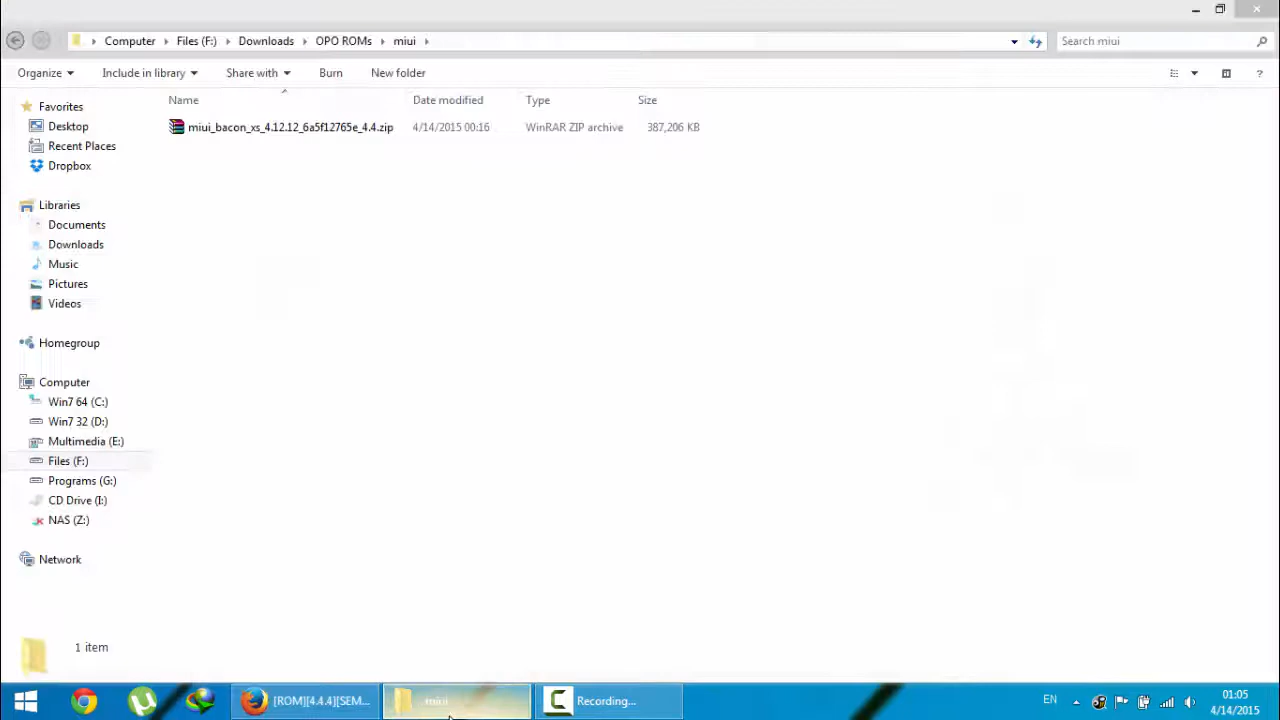 Computer Files (F:) Downloads OPO ROMs miui Search miui
Organize Include in library Share with Burn New folder
Name Date modified Type Size
miui_bacon_xs_4.12.12_6a5f12765e_4.4.zip 4/14/2015 00:16 WinRAR ZIP archive 387,206 KB
Favorites
Desktop
Recent Places
Dropbox
Libraries
Documents
Downloads
Music
Pictures
Videos
Homegroup
Computer
Win7 64 (C:)
Win7 32 (D:)
Multimedia (E:)
Files (F:)
Programs (G:)
CD Drive (I:)
NAS (Z:)
Network
1 item
[ROM][4.4.4][SEM... miui Recording... EN 01:05
4/14/2015